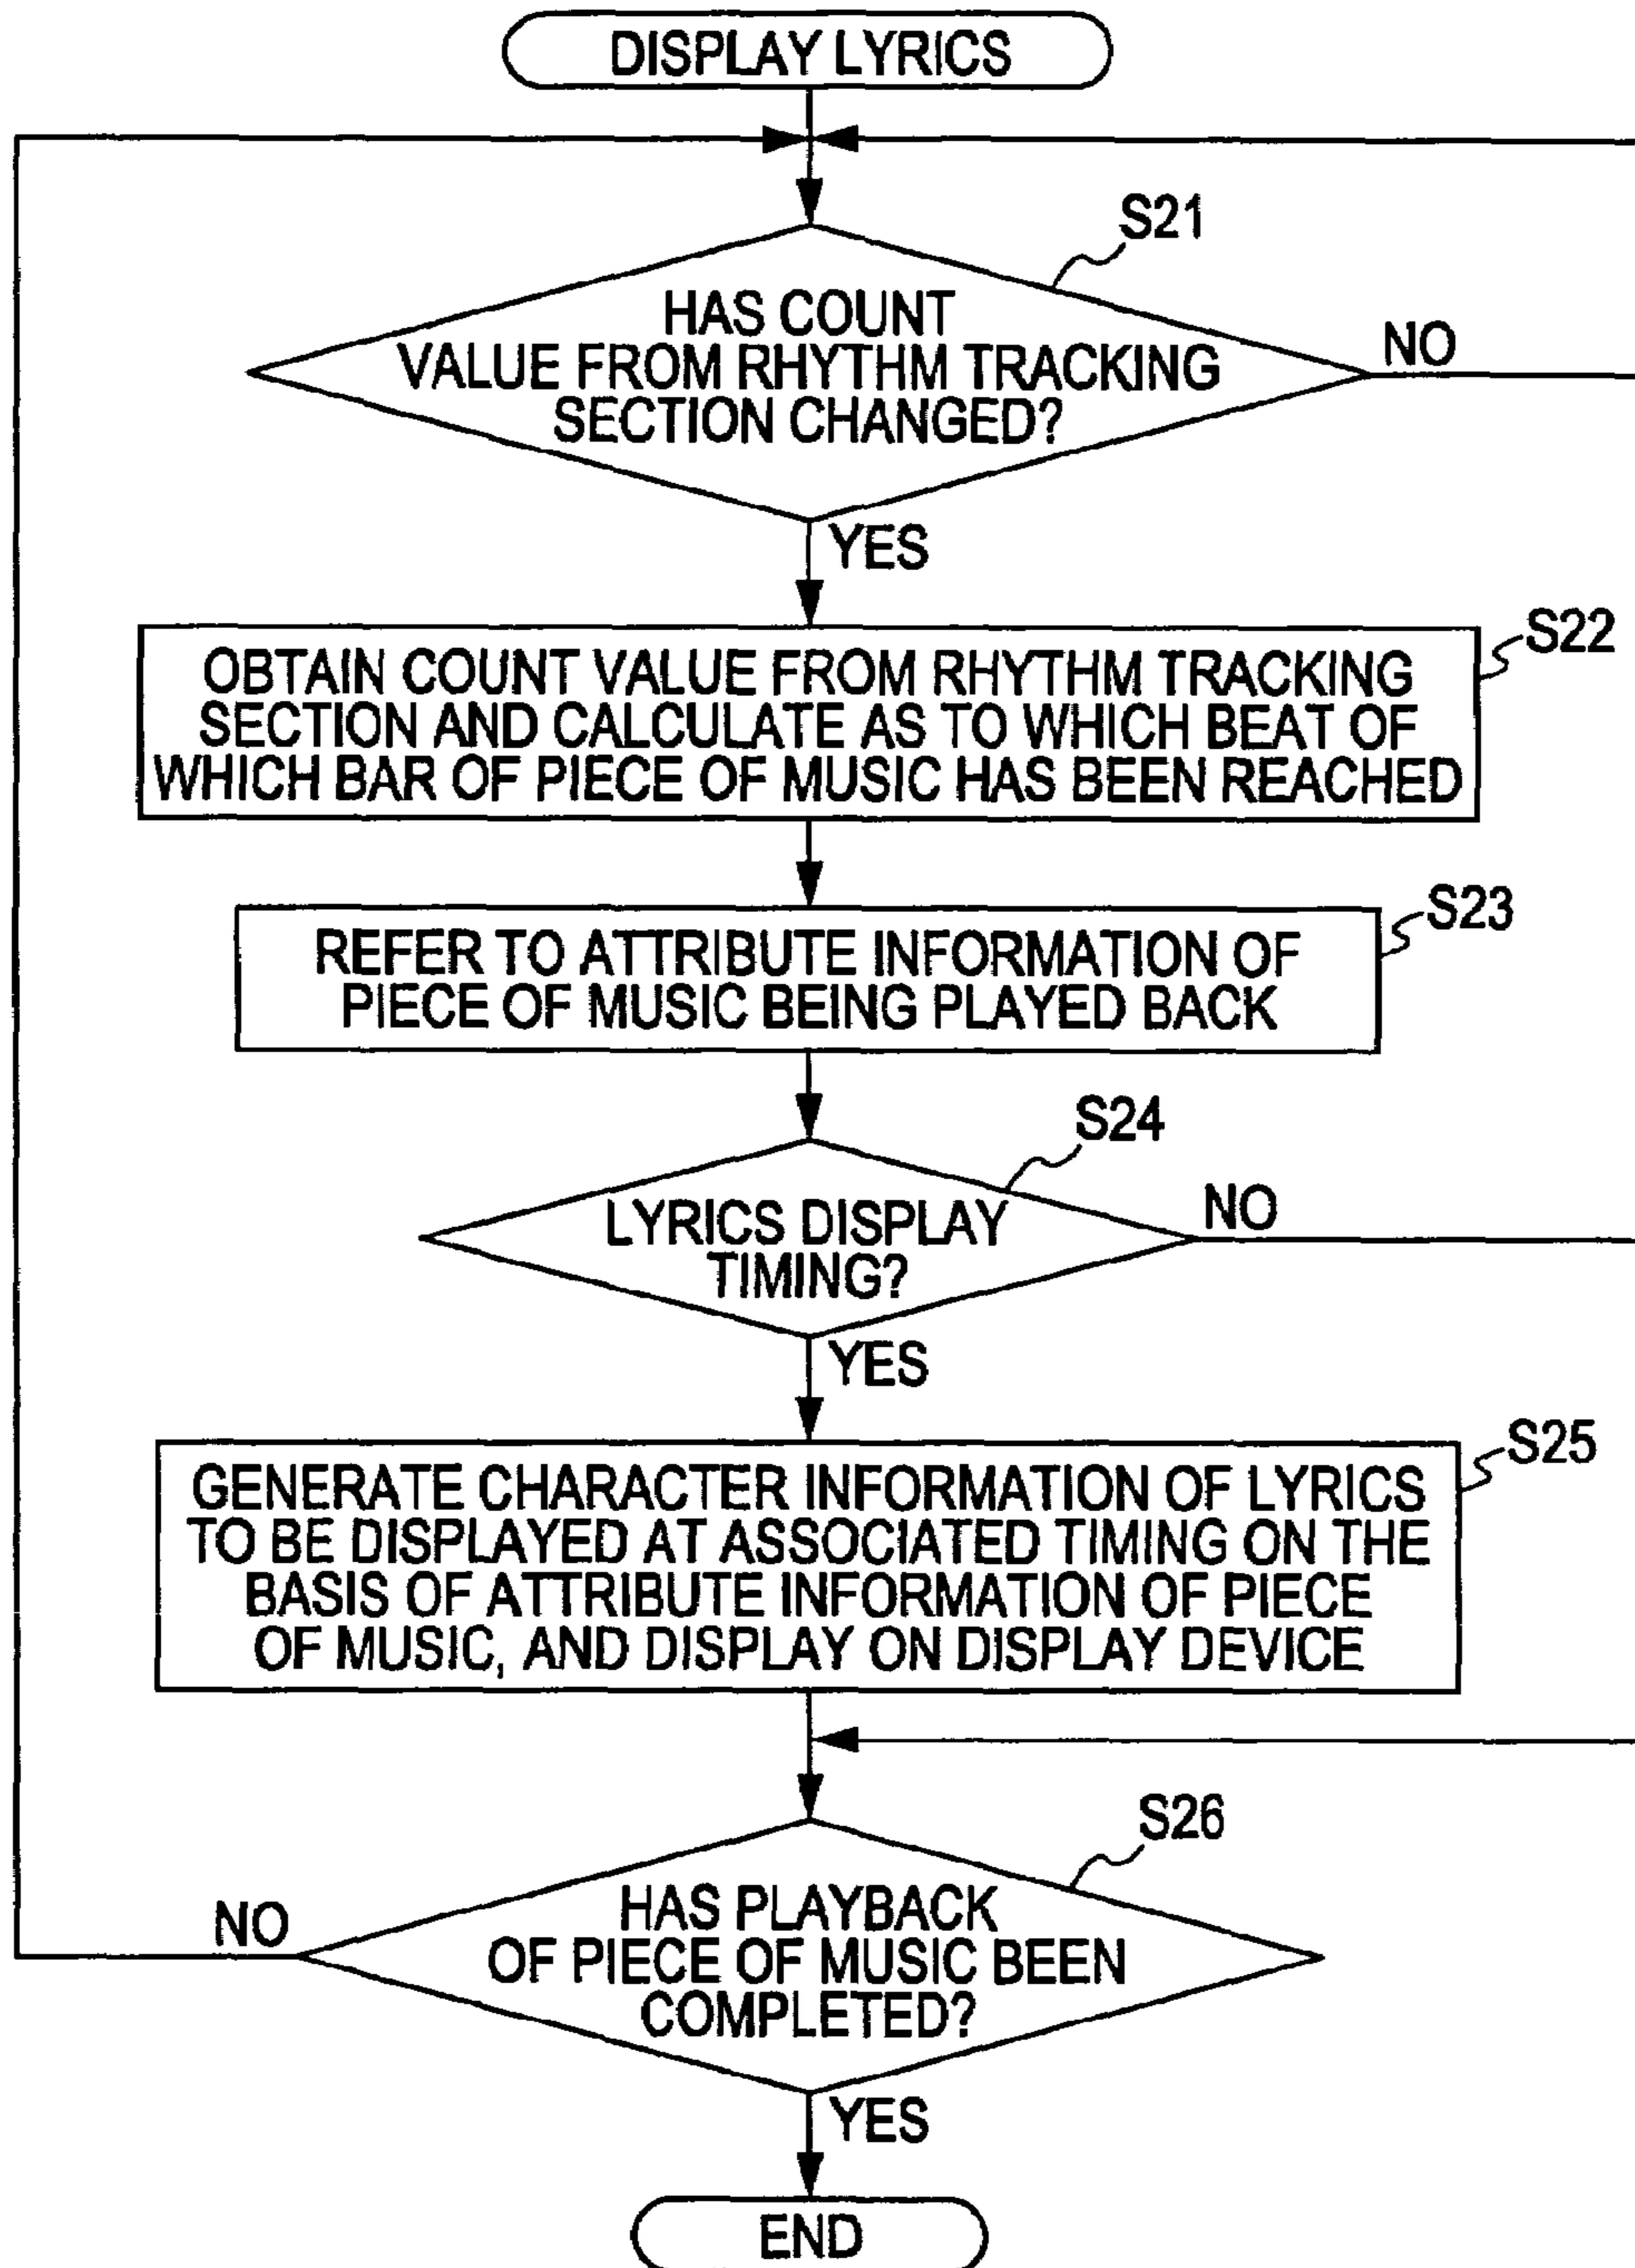 DISPLAY LYRICS
S21
HAS COUNT
VALUE FROM RHYTHM TRACKING
SECTION CHANGED?
NO
YES
S22
OBTAIN COUNT VALUE FROM RHYTHM TRACKING
SECTION AND CALCULATE AS TO WHICH BEAT OF
WHICH BAR OF PIECE OF MUSIC HAS BEEN REACHED
S23
REFER TO ATTRIBUTE INFORMATION OF
PIECE OF MUSIC BEING PLAYED BACK
S24
LYRICS DISPLAY
TIMING?
NO
YES
S25
GENERATE CHARACTER INFORMATION OF LYRICS
TO BE DISPLAYED AT ASSOCIATED TIMING ON THE
BASIS OF ATTRIBUTE INFORMATION OF PIECE
OF MUSIC, AND DISPLAY ON DISPLAY DEVICE
S26
HAS PLAYBACK
OF PIECE OF MUSIC BEEN
COMPLETED?
NO
YES
END